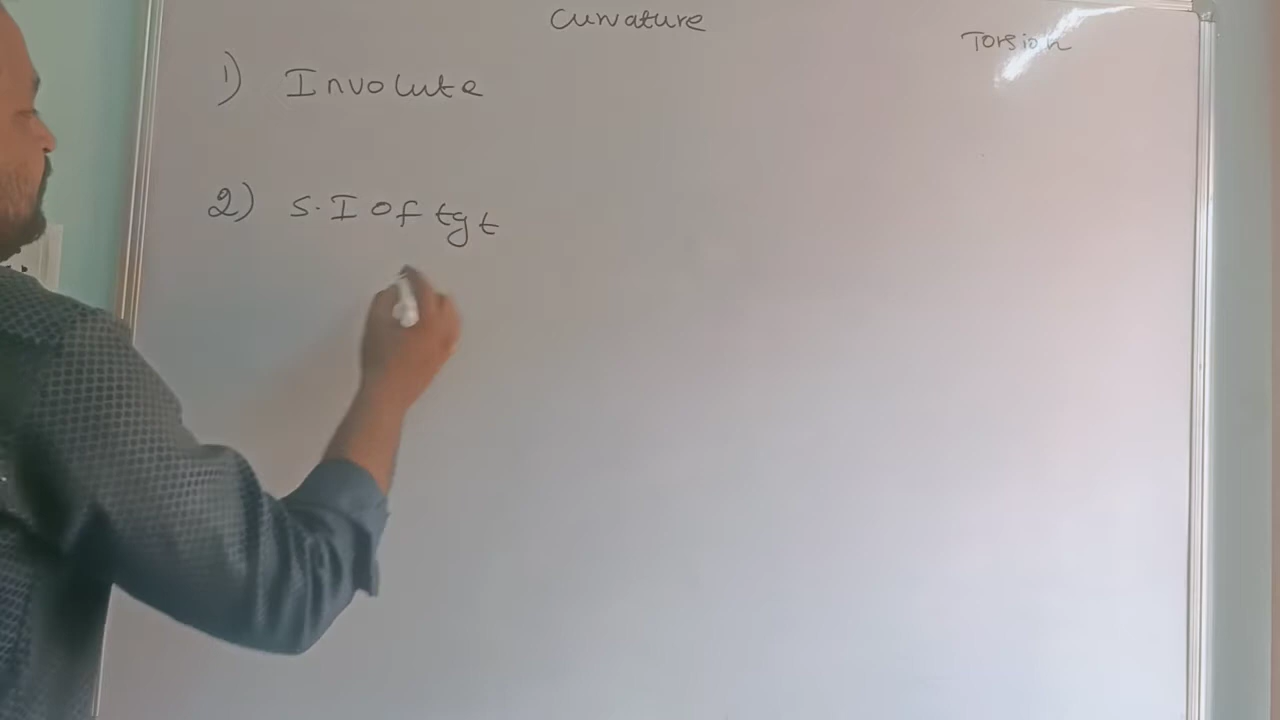 Curvature
Torsion
1) Involute
2) S.I of tgt